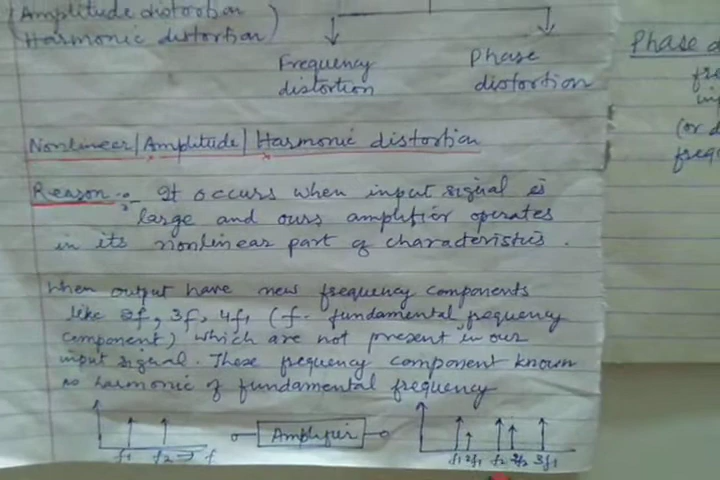 (Amplitude distortion
Harmonic distortion)
Frequency
distortion
Phase
distortion
Phase
Nonlinear/Amplitude/Harmonic distortion
Reason :- It occurs when input signal is
large and ours amplifier operates
in its nonlinear part of characteristics.
When output have new frequency components
like 2f, 3f, 4f, (f- fundamental frequency
component) which are not present in our
input signal. These frequency component known
as harmonic of fundamental frequency
Amplifier
f1 f2 → f
f1 2f1 f2 2f2 3f1
(or
freq